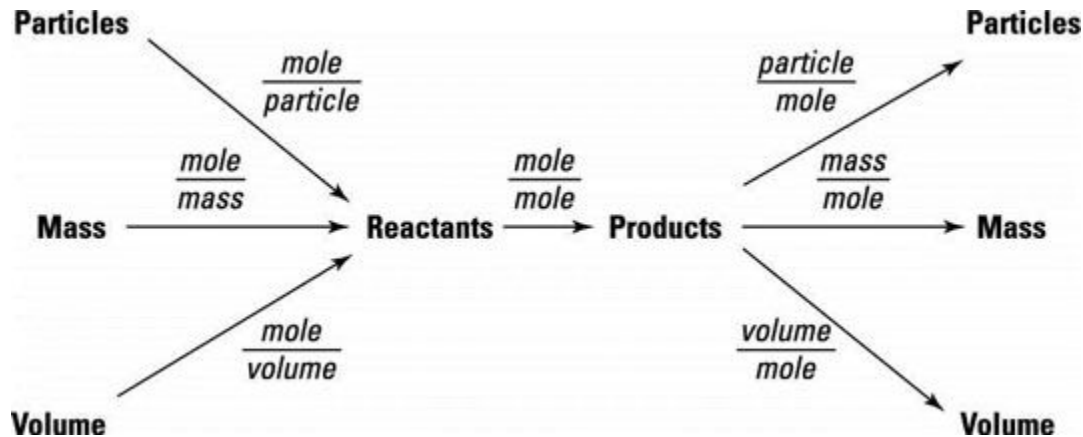 Particles
Particles
mole
particle
particle
mole
mole
mass
mole
mole
mass
mole
Mass
Reactants
Products
Mass
mole
volume
volume
mole
Volume
Volume